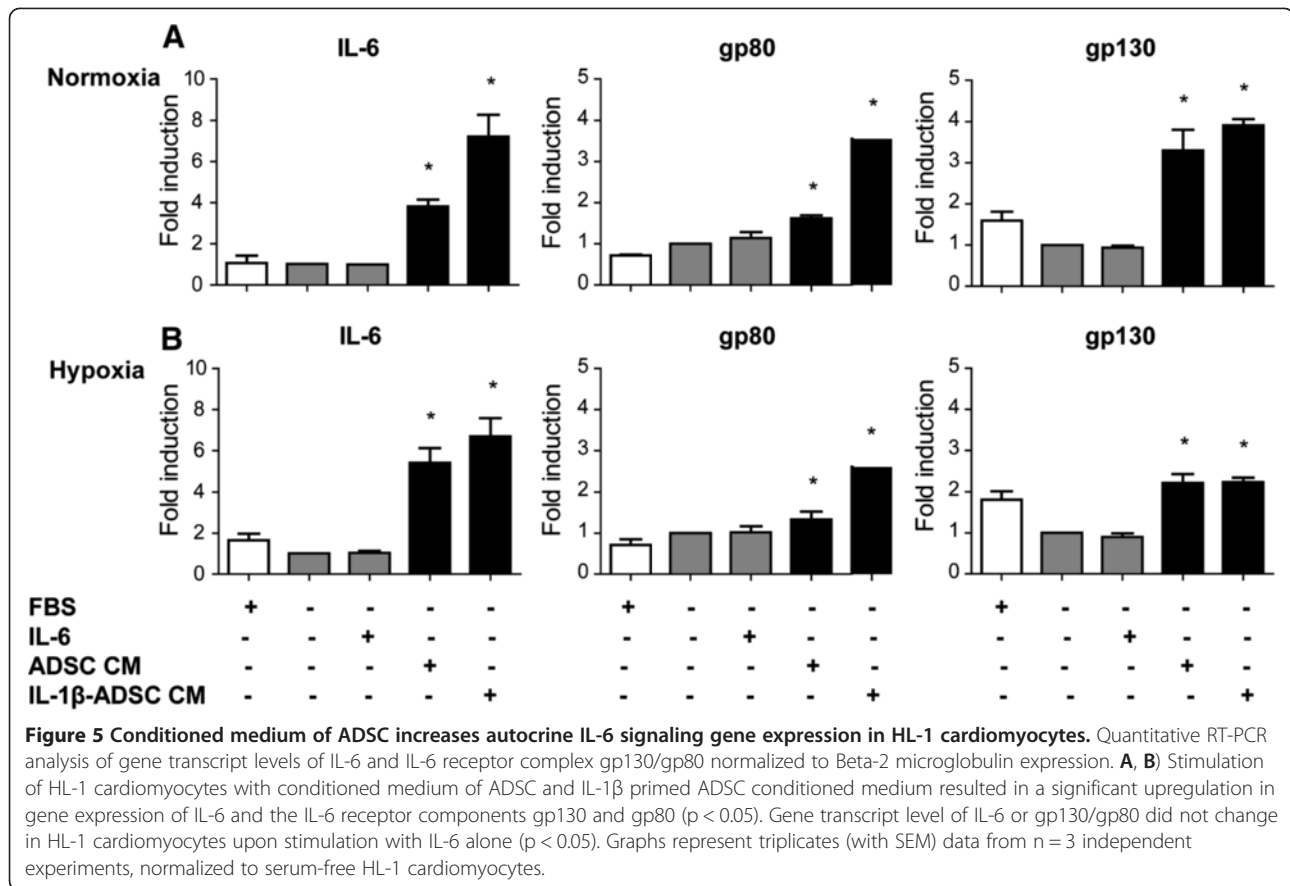 A
IL-6 gp80 gp130
Normoxia
Fold induction
10
8
6
4
2
0
* *
Fold induction
5
4
3
2
1
0
* *
Fold induction
5
4
3
2
1
0
* *
B
IL-6 gp80 gp130
Hypoxia
Fold induction
10
8
6
4
2
0
* *
Fold induction
5
4
3
2
1
0
* *
Fold induction
5
4
3
2
1
0
* *
FBS + - - - - + - - - - + - - - -
IL-6 - - + - - - - + - - - - + - -
ADSC CM - - - + - - - - + - - - - + -
IL-1β-ADSC CM - - - - + - - - - + - - - - +
Figure 5 Conditioned medium of ADSC increases autocrine IL-6 signaling gene expression in HL-1 cardiomyocytes. Quantitative RT-PCR
analysis of gene transcript levels of IL-6 and IL-6 receptor complex gp130/gp80 normalized to Beta-2 microglobulin expression. A, B) Stimulation
of HL-1 cardiomyocytes with conditioned medium of ADSC and IL-1β primed ADSC conditioned medium resulted in a significant upregulation in
gene expression of IL-6 and the IL-6 receptor components gp130 and gp80 (p < 0.05). Gene transcript level of IL-6 or gp130/gp80 did not change
in HL-1 cardiomyocytes upon stimulation with IL-6 alone (p < 0.05). Graphs represent triplicates (with SEM) data from n = 3 independent
experiments, normalized to serum-free HL-1 cardiomyocytes.